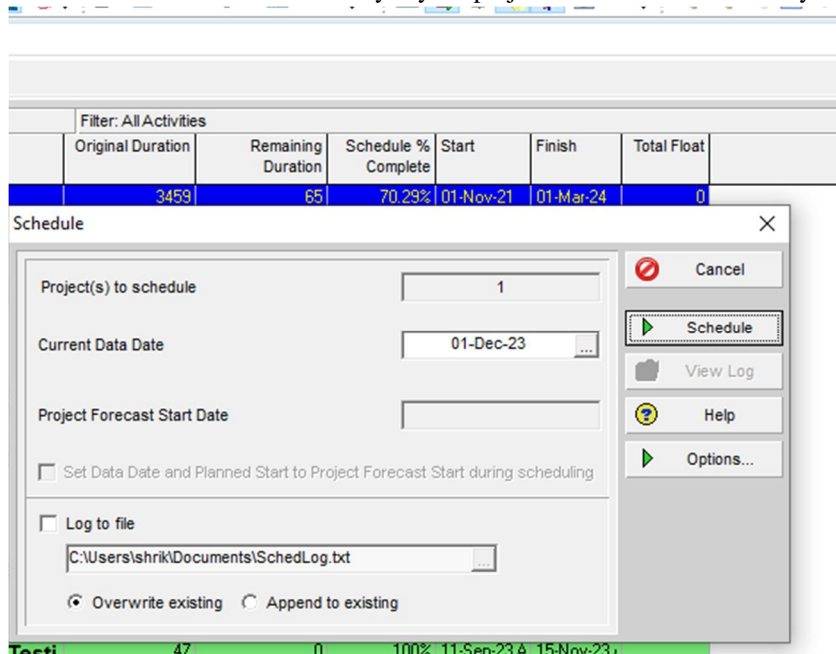 Filter: All Activities
Original Duration Remaining Duration Schedule % Complete Start Finish Total Float
3459 65 70.29% 01-Nov-21 01-Mar-24 0
Schedule
Project(s) to schedule 1
Cancel
Current Data Date 01-Dec-23 ...
Schedule
View Log
Project Forecast Start Date
Help
Set Data Date and Planned Start to Project Forecast Start during scheduling
Options...
Log to file
C:\Users\shrik\Documents\SchedLog.txt ...
Overwrite existing Append to existing
Testi 47 0 100% 11-Sep-23 A 15-Nov-23